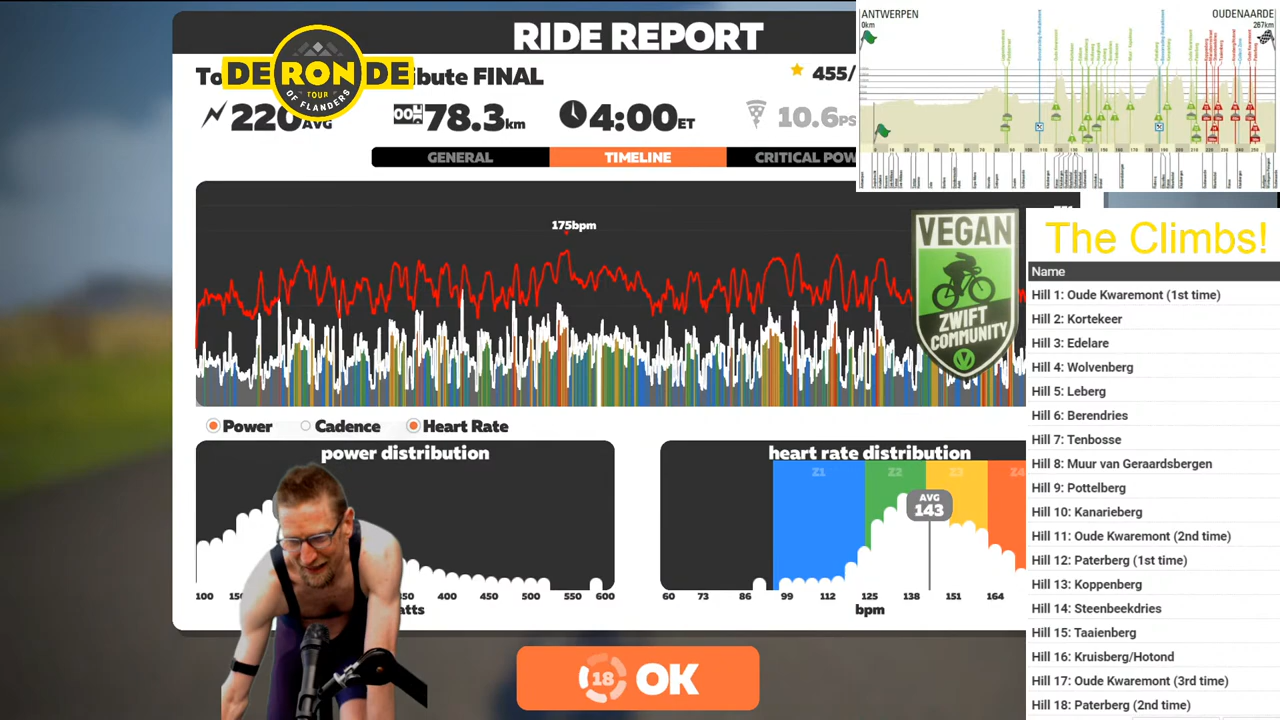 RIDE REPORT
To
ibute FINAL
DE RON DE
TOUR
OF FLANDERS
455/
220 AVG
78.3km
4:00ET
10.6PS
GENERAL
TIMELINE
CRITICAL POW
175bpm
Power
Cadence
Heart Rate
power distribution
100
400
450
500
550
600
heart rate distribution
Z1
Z2
Z3
Z4
AVG
143
60
73
86
99
112
125
138
151
164
bpm
18 OK
ANTWERPEN
0km
OUDENAARDE
267km
VEGAN
ZWIFT
COMMUNITY
The Climbs!
Name
Hill 1: Oude Kwaremont (1st time)
Hill 2: Kortekeer
Hill 3: Edelare
Hill 4: Wolvenberg
Hill 5: Leberg
Hill 6: Berendries
Hill 7: Tenbosse
Hill 8: Muur van Geraardsbergen
Hill 9: Pottelberg
Hill 10: Kanarieberg
Hill 11: Oude Kwaremont (2nd time)
Hill 12: Paterberg (1st time)
Hill 13: Koppenberg
Hill 14: Steenbeekdries
Hill 15: Taaienberg
Hill 16: Kruisberg/Hotond
Hill 17: Oude Kwaremont (3rd time)
Hill 18: Paterberg (2nd time)